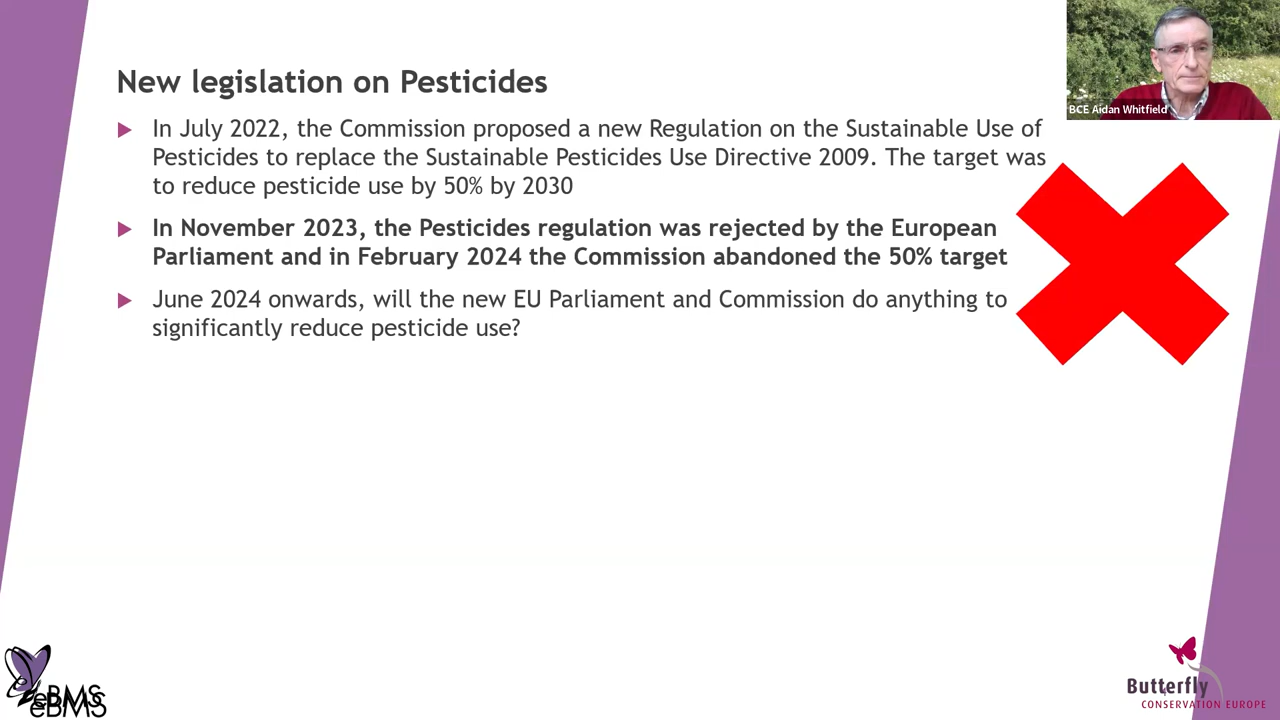 BCE Aidan Whitfield
New legislation on Pesticides
In July 2022, the Commission proposed a new Regulation on the Sustainable Use of
Pesticides to replace the Sustainable Pesticides Use Directive 2009. The target was
to reduce pesticide use by 50% by 2030
In November 2023, the Pesticides regulation was rejected by the European
Parliament and in February 2024 the Commission abandoned the 50% target
June 2024 onwards, will the new EU Parliament and Commission do anything to
significantly reduce pesticide use?
eBMS
eBMS
Butterfly
CONSERVATION EUROPE